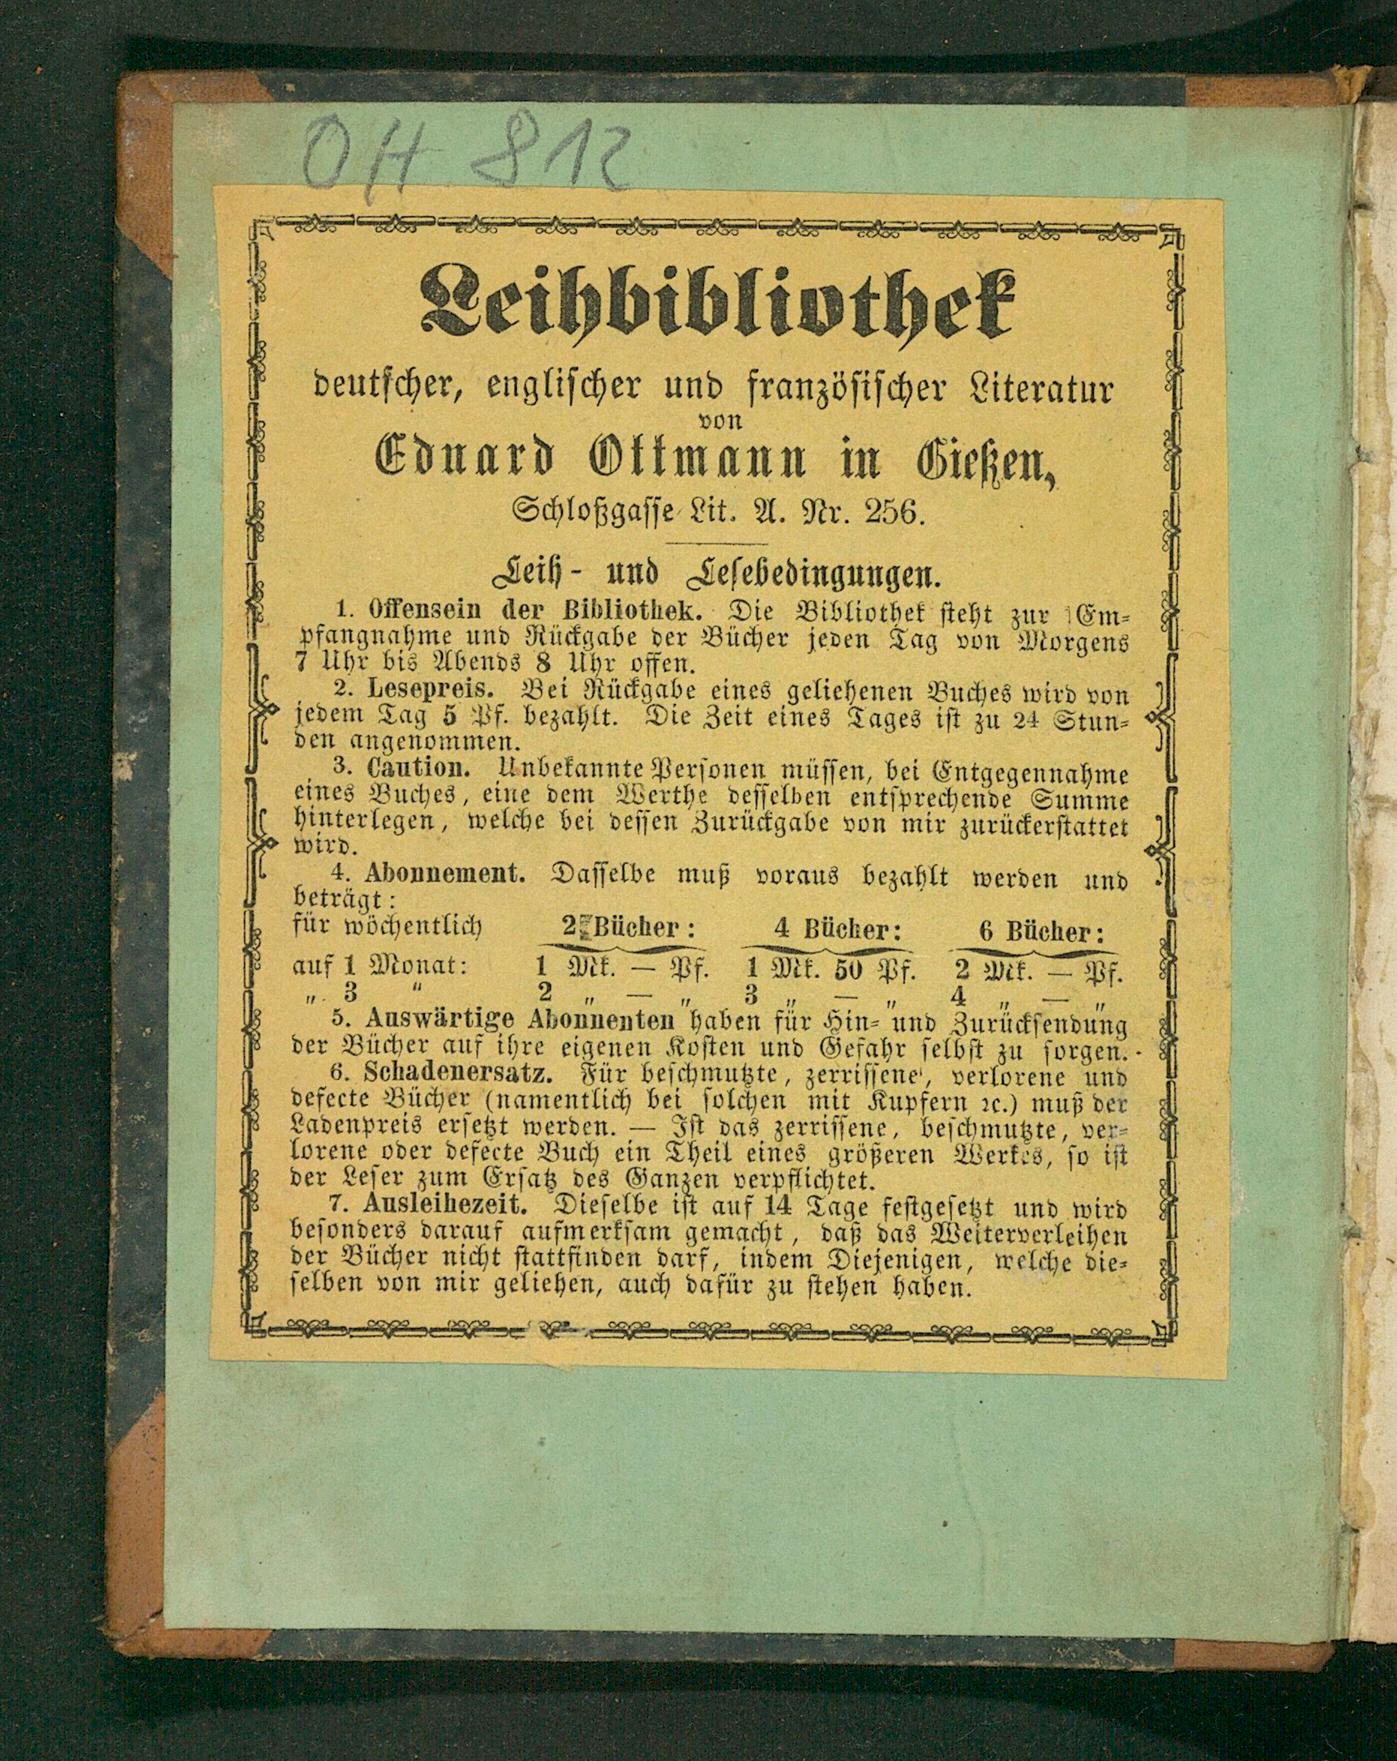 OH 812
Leihbibliothek
deutscher, englischer und französischer Literatur
von
Eduard Ottmann in Gießen,
Schloßgasse Lit. A. Nr. 256.
Leih- und Lesebedingungen.
1. Offensein der Bibliothek. Die Bibliothek steht zur Em-
pfangnahme und Rückgabe der Bücher jeden Tag von Morgens
7 Uhr bis Abends 8 Uhr offen.
2. Lesepreis. Bei Rückgabe eines geliehenen Buches wird von
jedem Tag 5 Pf. bezahlt. Die Zeit eines Tages ist zu 24 Stun-
den angenommen.
3. Caution. Unbekannte Personen müssen, bei Entgegennahme
eines Buches, eine dem Werthe desselben entsprechende Summe
hinterlegen, welche bei dessen Zurückgabe von mir zurückerstattet
wird.
4. Abonnement. Dasselbe muß voraus bezahlt werden und
beträgt:
für wöchentlich 2 Bücher: 4 Bücher: 6 Bücher:
auf 1 Monat: 1 Mk. — Pf. 1 Mk. 50 Pf. 2 Mk. — Pf.
„ 3 " 2 „ — „ 3 „ — „ 4 „ — „
5. Auswärtige Abonnenten haben für Hin- und Zurücksendung
der Bücher auf ihre eigenen Kosten und Gefahr selbst zu sorgen.
6. Schadenersatz. Für beschmutzte, zerrissene, verlorene und
defecte Bücher (namentlich bei solchen mit Kupfern ꝛc.) muß der
Ladenpreis ersetzt werden. — Ist das zerrissene, beschmutzte, ver-
lorene oder defecte Buch ein Theil eines größeren Werkes, so ist
der Leser zum Ersatz des Ganzen verpflichtet.
7. Ausleihezeit. Dieselbe ist auf 14 Tage festgesetzt und wird
besonders darauf aufmerksam gemacht, daß das Weiterverleihen
der Bücher nicht stattfinden darf, indem Diejenigen, welche die-
selben von mir geliehen, auch dafür zu stehen haben.